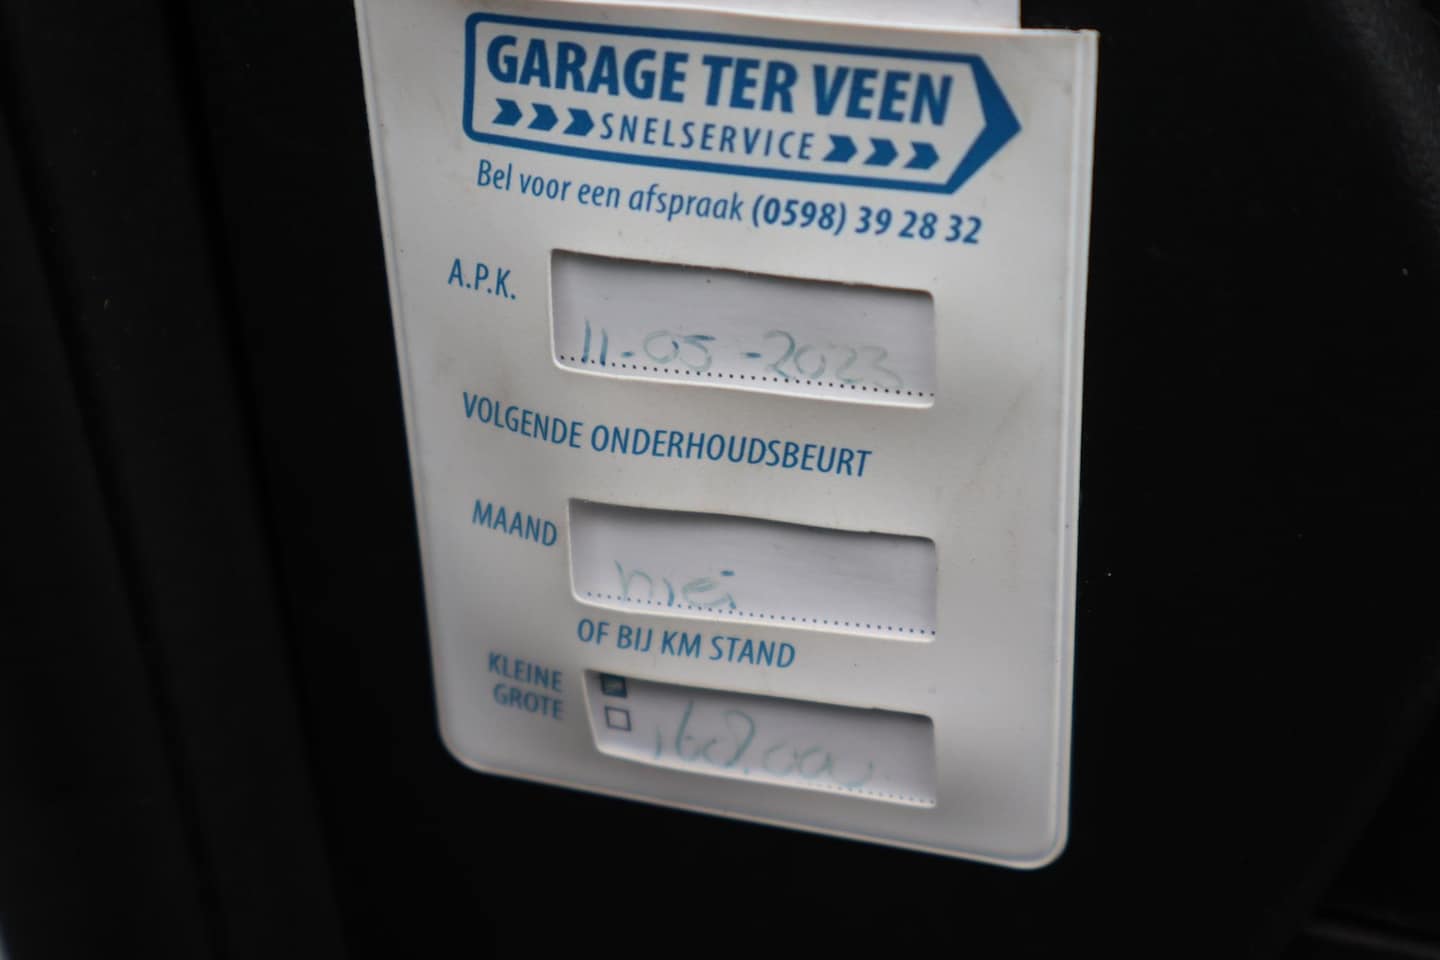 GARAGE TER VEEN
SNELSERVICE
Bel voor een afspraak (0598) 39 28 32
A.P.K.
11-05-2023
VOLGENDE ONDERHOUDSBEURT
MAAND
mei
OF BIJ KM STAND
KLEINE
GROTE
168.000